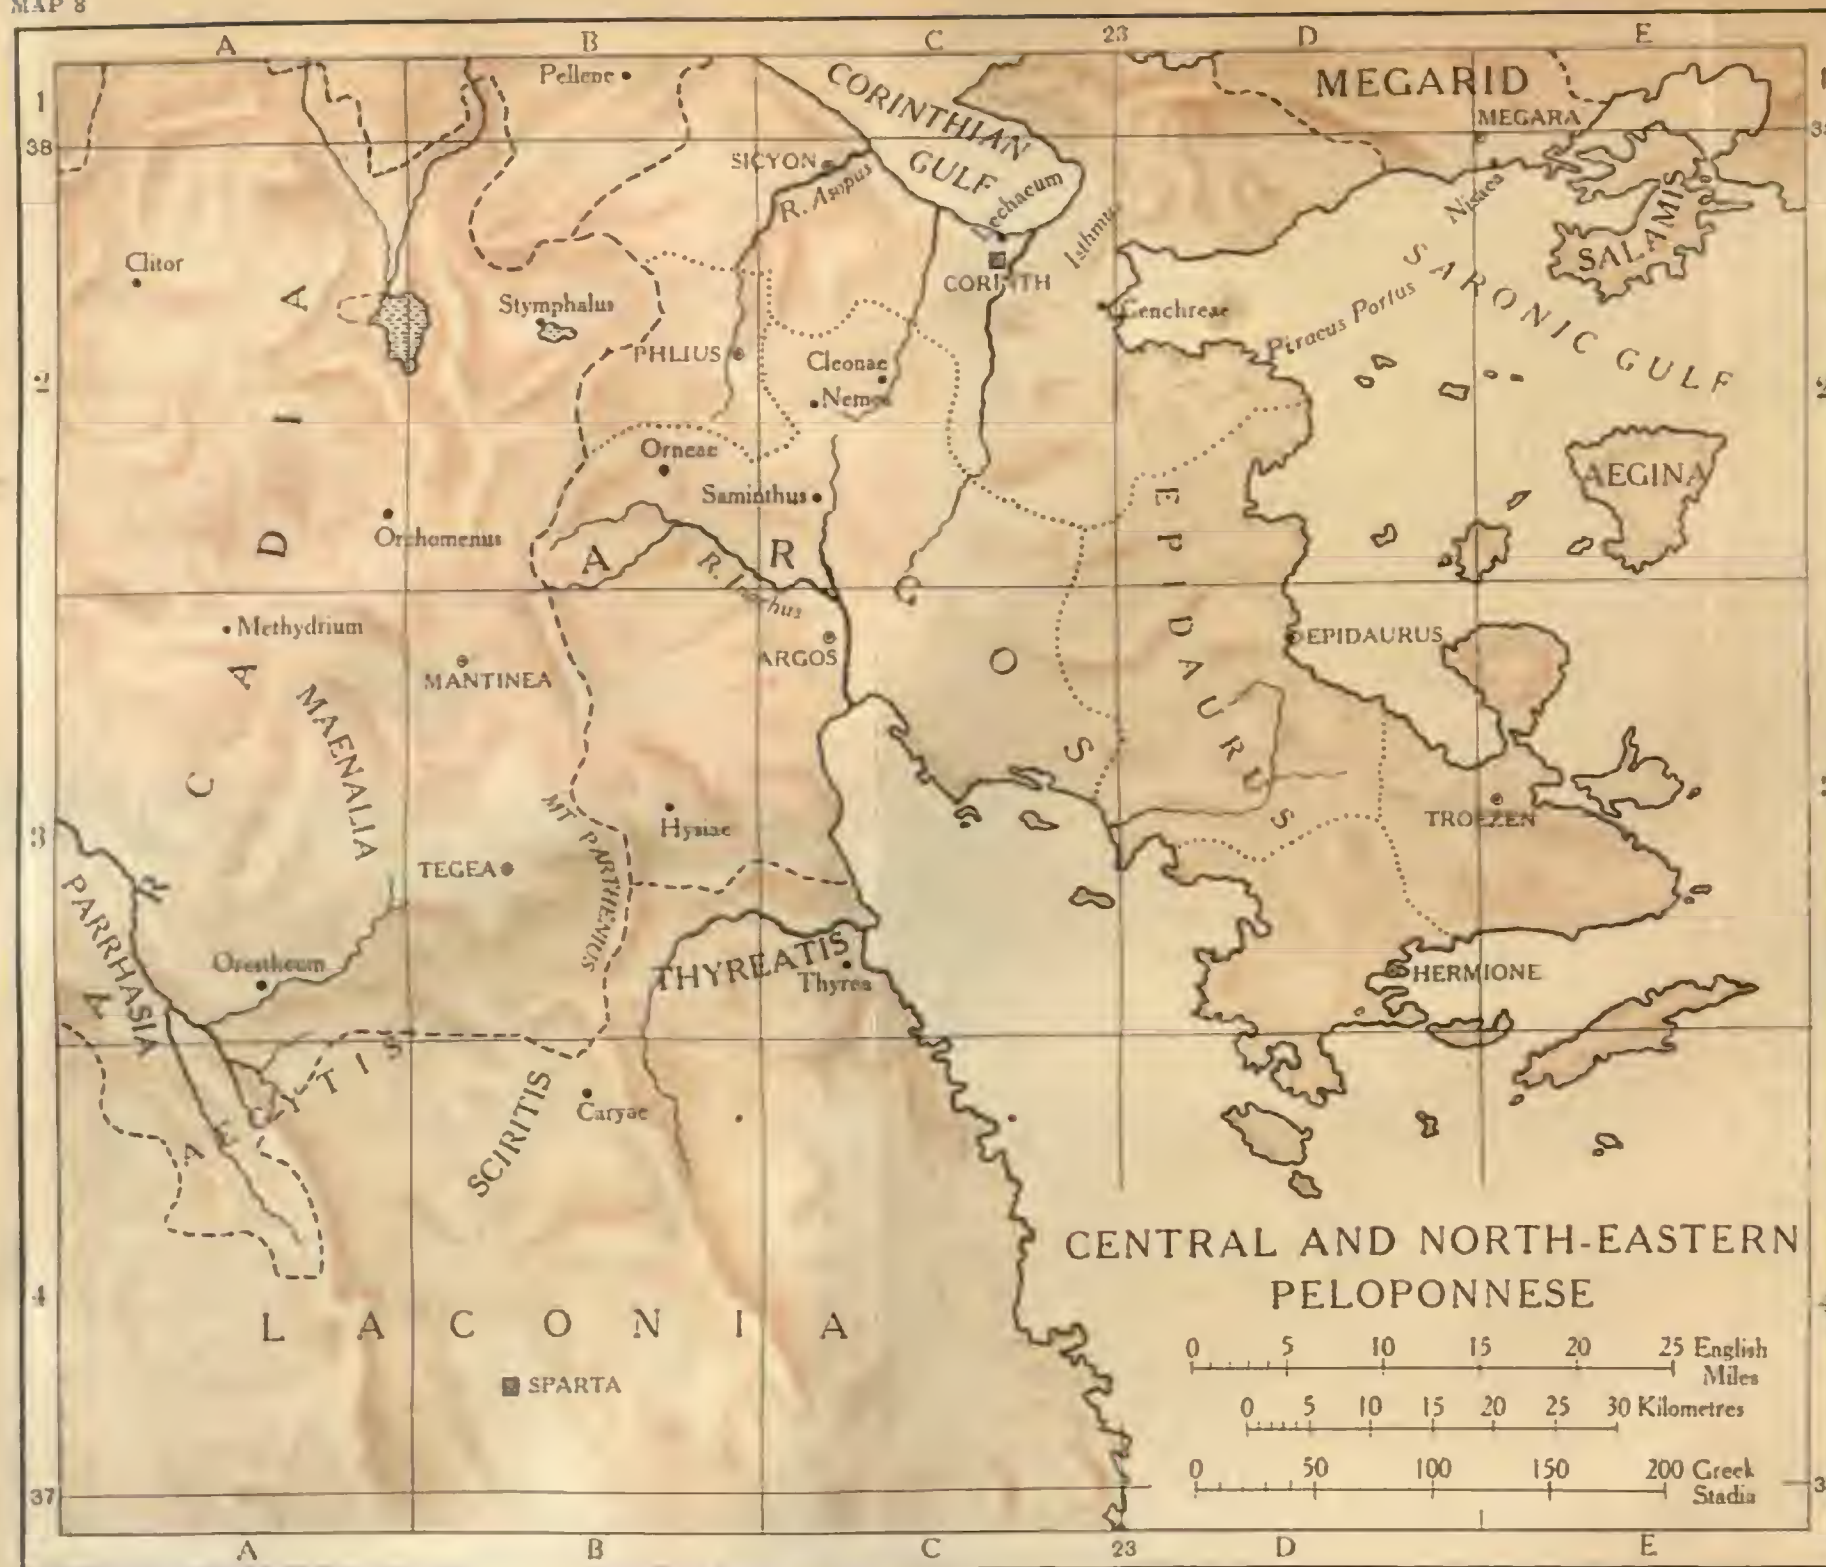 MAP 8
A B C 23 D E
1
38
2
3
4
37
Pellene
CORINTHIAN
GULF
MEGARID
MEGARA
SICYON
R. Asopus
Lechaeum
Isthmus
Nisaea
SALAMIS
Clitor
CORINTH
Cenchreae
SARONIC GULF
Piraeus Portus
Stymphalus
PHLIUS
Cleonae
Nemea
Orneae
AEGINA
Saminthus
Orchomenus
ARCADIA
ARGOS
R. Inachus
EPIDAURUS
Methydrium
MANTINEA
ARGOS
EPIDAURUS
MAENALIA
MT PARTHENIUS
Hysiae
TROEZEN
TEGEA
PARRHASIA
Orestheum
THYREATIS
Thyrea
HERMIONE
SCIRITIS
Caryae
LACONIA
SPARTA
CENTRAL AND NORTH-EASTERN
PELOPONNESE
0 5 10 15 20 25 English
Miles
0 5 10 15 20 25 30 Kilometres
0 50 100 150 200 Greek
Stadia
A B C 23 D E